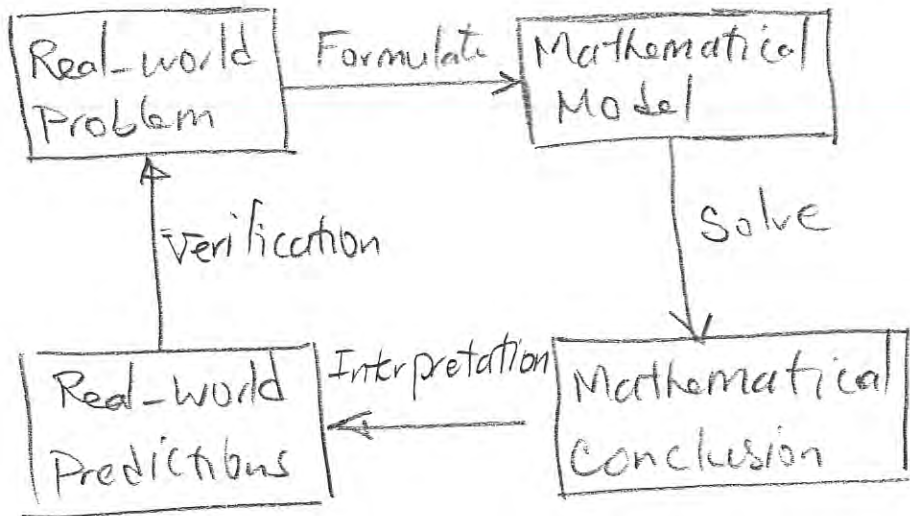 Real-world
Problem
Formulate
Mathematical
Model
Solve
Mathematical
Conclusion
Interpretation
Real-world
Predictions
Verification